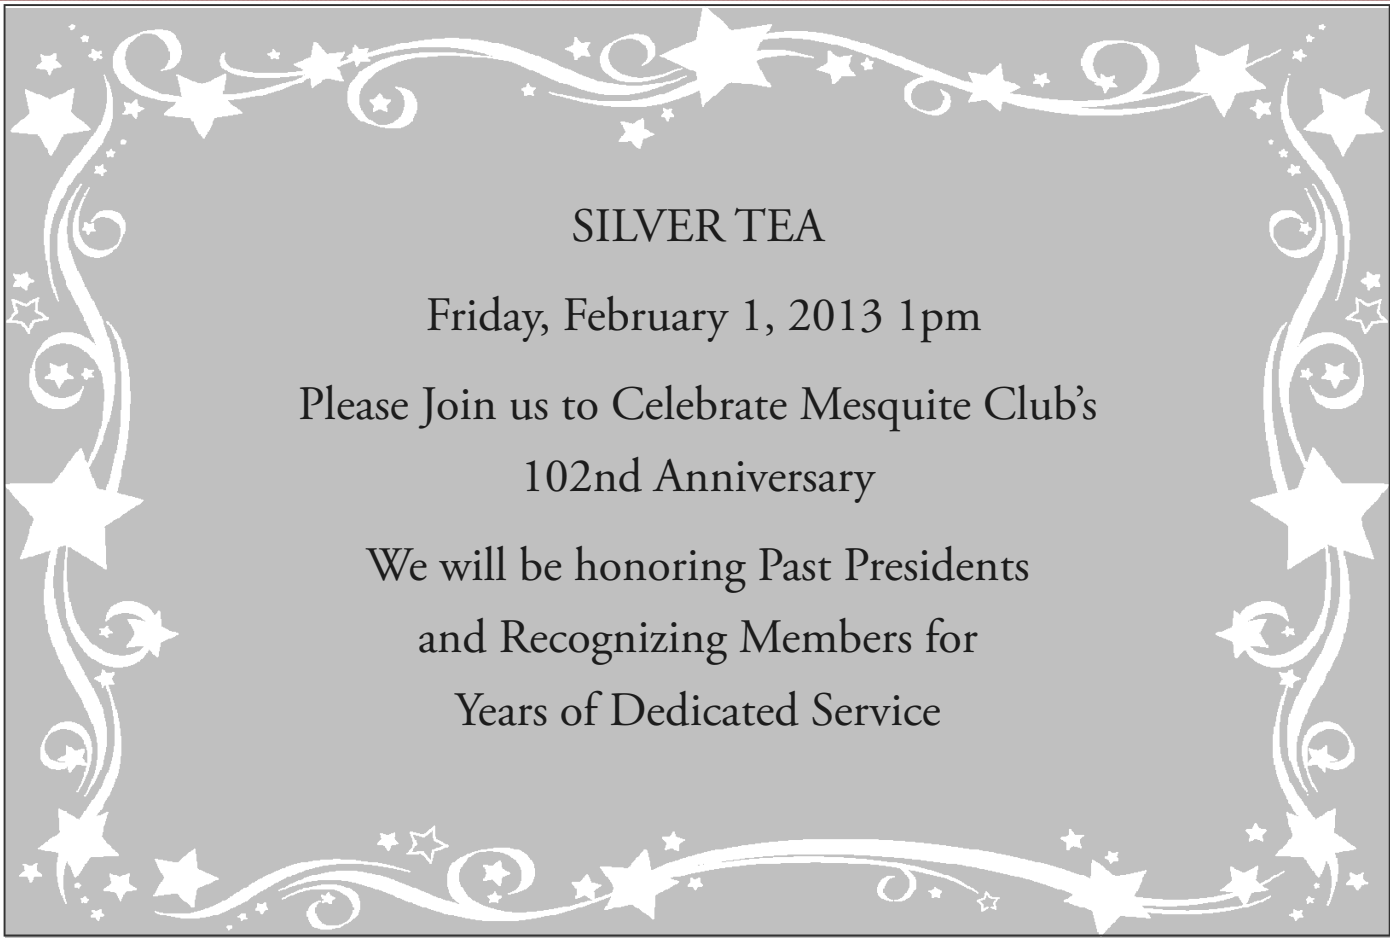 SILVER TEA
Friday, February 1, 2013 1pm
Please Join us to Celebrate Mesquite Club’s
102nd Anniversary
We will be honoring Past Presidents
and Recognizing Members for
Years of Dedicated Service